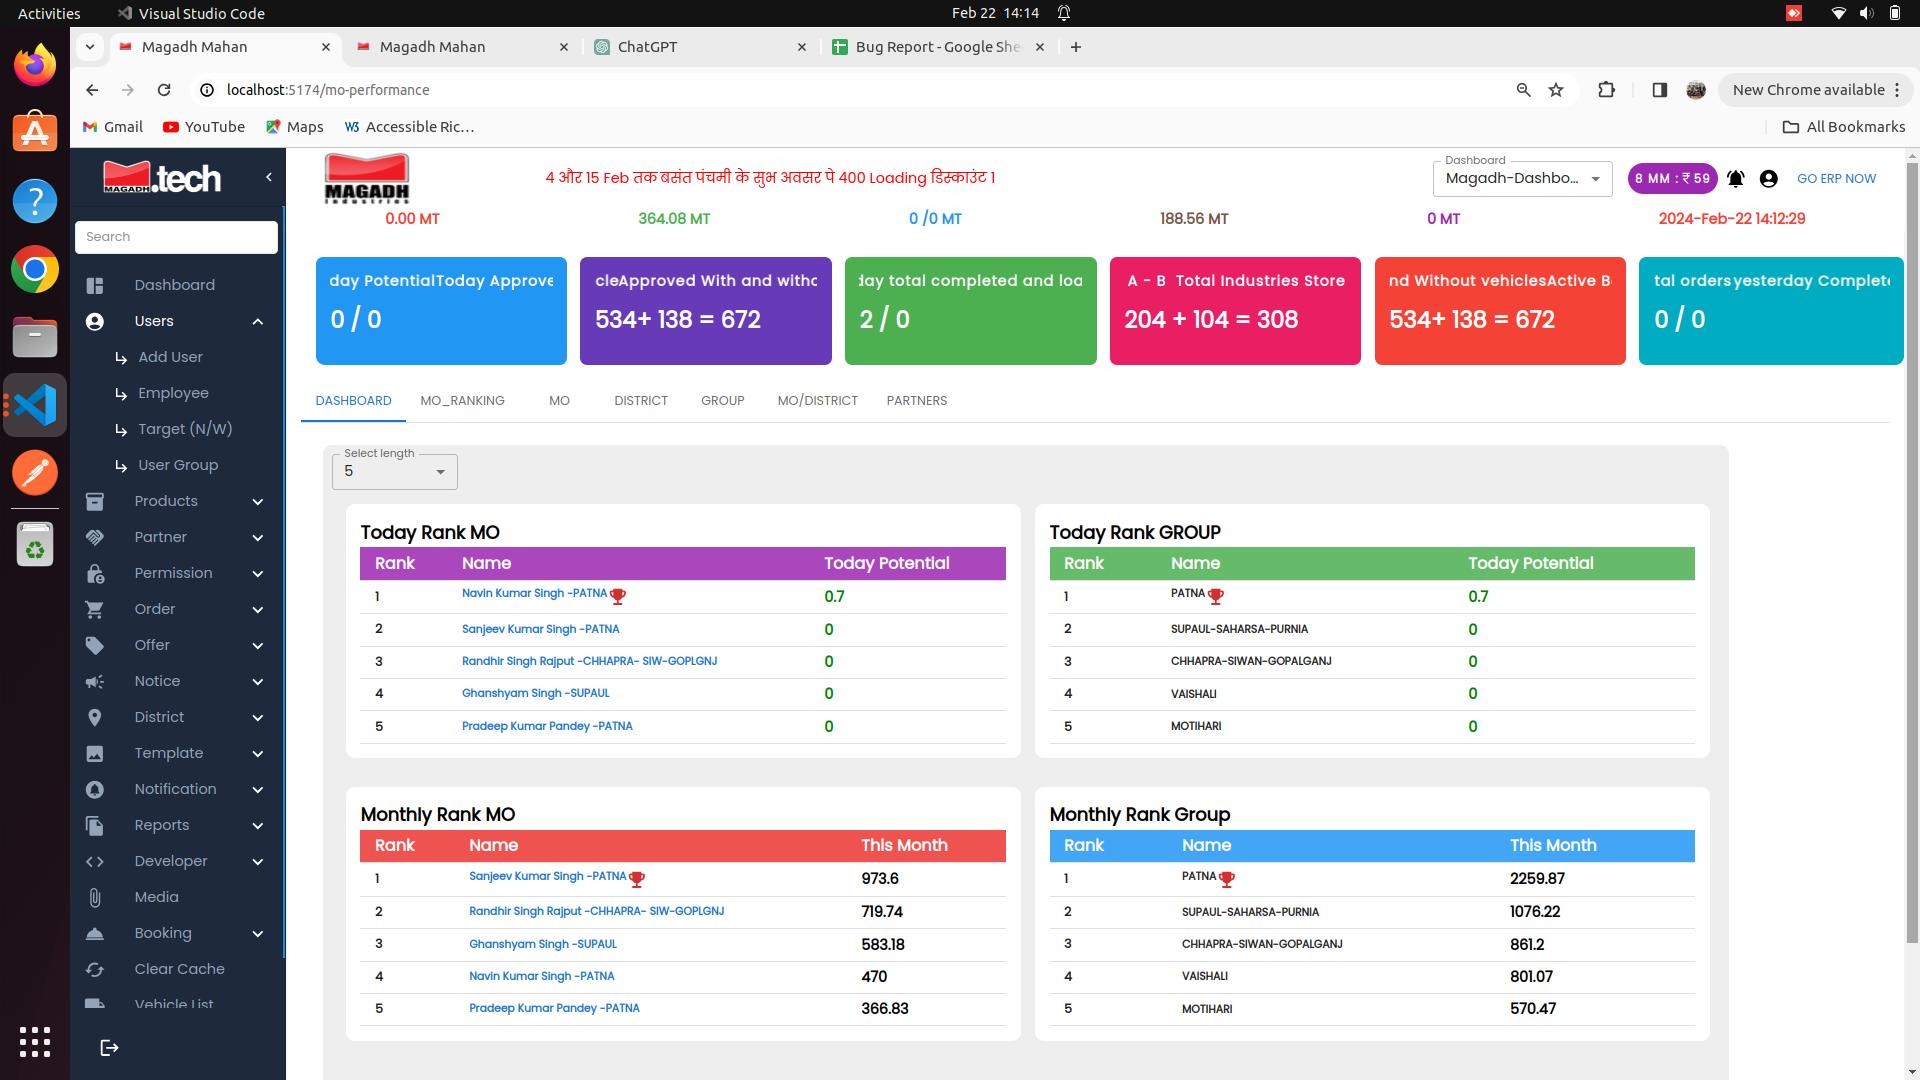 Activities
Visual Studio Code
Feb 22 14:14
Magadh Mahan
Magadh Mahan
ChatGPT
Bug Report - Google She
localhost:5174/mo-performance
New Chrome available
Gmail
YouTube
Maps
W3 Accessible Ric...
All Bookmarks
MAGADH .tech
Search
Dashboard
Users
Add User
Employee
Target (N/W)
User Group
Products
Partner
Permission
Order
Offer
Notice
District
Template
Notification
Reports
Developer
Media
Booking
Clear Cache
Vehicle List
MAGADH
Industries
4 और 15 Feb तक बसंत पंचमी के सुभ अवसर पे 400 Loading डिस्काउंट 1
Dashboard
Magadh-Dashbo...
8 MM : ₹ 59
GO ERP NOW
0.00 MT
364.08 MT
0 /0 MT
188.56 MT
0 MT
2024-Feb-22 14:12:29
day PotentialToday Approve
0 / 0
cleApproved With and witho
534+ 138 = 672
day total completed and loa
2 / 0
A - B Total Industries Store
204 + 104 = 308
nd Without vehiclesActive B
534+ 138 = 672
tal orders yesterday Complete
0 / 0
DASHBOARD
MO_RANKING
MO
DISTRICT
GROUP
MO/DISTRICT
PARTNERS
Select length
5
Today Rank MO
Rank Name Today Potential
1 Navin Kumar Singh -PATNA 0.7
2 Sanjeev Kumar Singh -PATNA 0
3 Randhir Singh Rajput -CHHAPRA- SIW-GOPLGNJ 0
4 Ghanshyam Singh -SUPAUL 0
5 Pradeep Kumar Pandey -PATNA 0
Today Rank GROUP
Rank Name Today Potential
1 PATNA 0.7
2 SUPAUL-SAHARSA-PURNIA 0
3 CHHAPRA-SIWAN-GOPALGANJ 0
4 VAISHALI 0
5 MOTIHARI 0
Monthly Rank MO
Rank Name This Month
1 Sanjeev Kumar Singh -PATNA 973.6
2 Randhir Singh Rajput -CHHAPRA- SIW-GOPLGNJ 719.74
3 Ghanshyam Singh -SUPAUL 583.18
4 Navin Kumar Singh -PATNA 470
5 Pradeep Kumar Pandey -PATNA 366.83
Monthly Rank Group
Rank Name This Month
1 PATNA 2259.87
2 SUPAUL-SAHARSA-PURNIA 1076.22
3 CHHAPRA-SIWAN-GOPALGANJ 861.2
4 VAISHALI 801.07
5 MOTIHARI 570.47